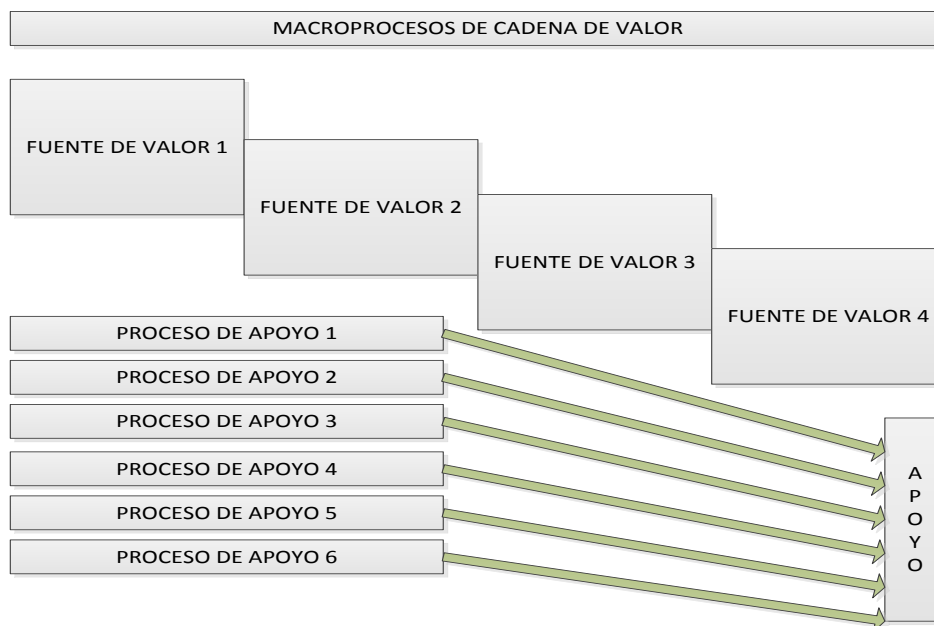 MACROPROCESOS DE CADENA DE VALOR
FUENTE DE VALOR 1
FUENTE DE VALOR 2
FUENTE DE VALOR 3
FUENTE DE VALOR 4
PROCESO DE APOYO 1
PROCESO DE APOYO 2
PROCESO DE APOYO 3
PROCESO DE APOYO 4
PROCESO DE APOYO 5
PROCESO DE APOYO 6
A
P
O
Y
O